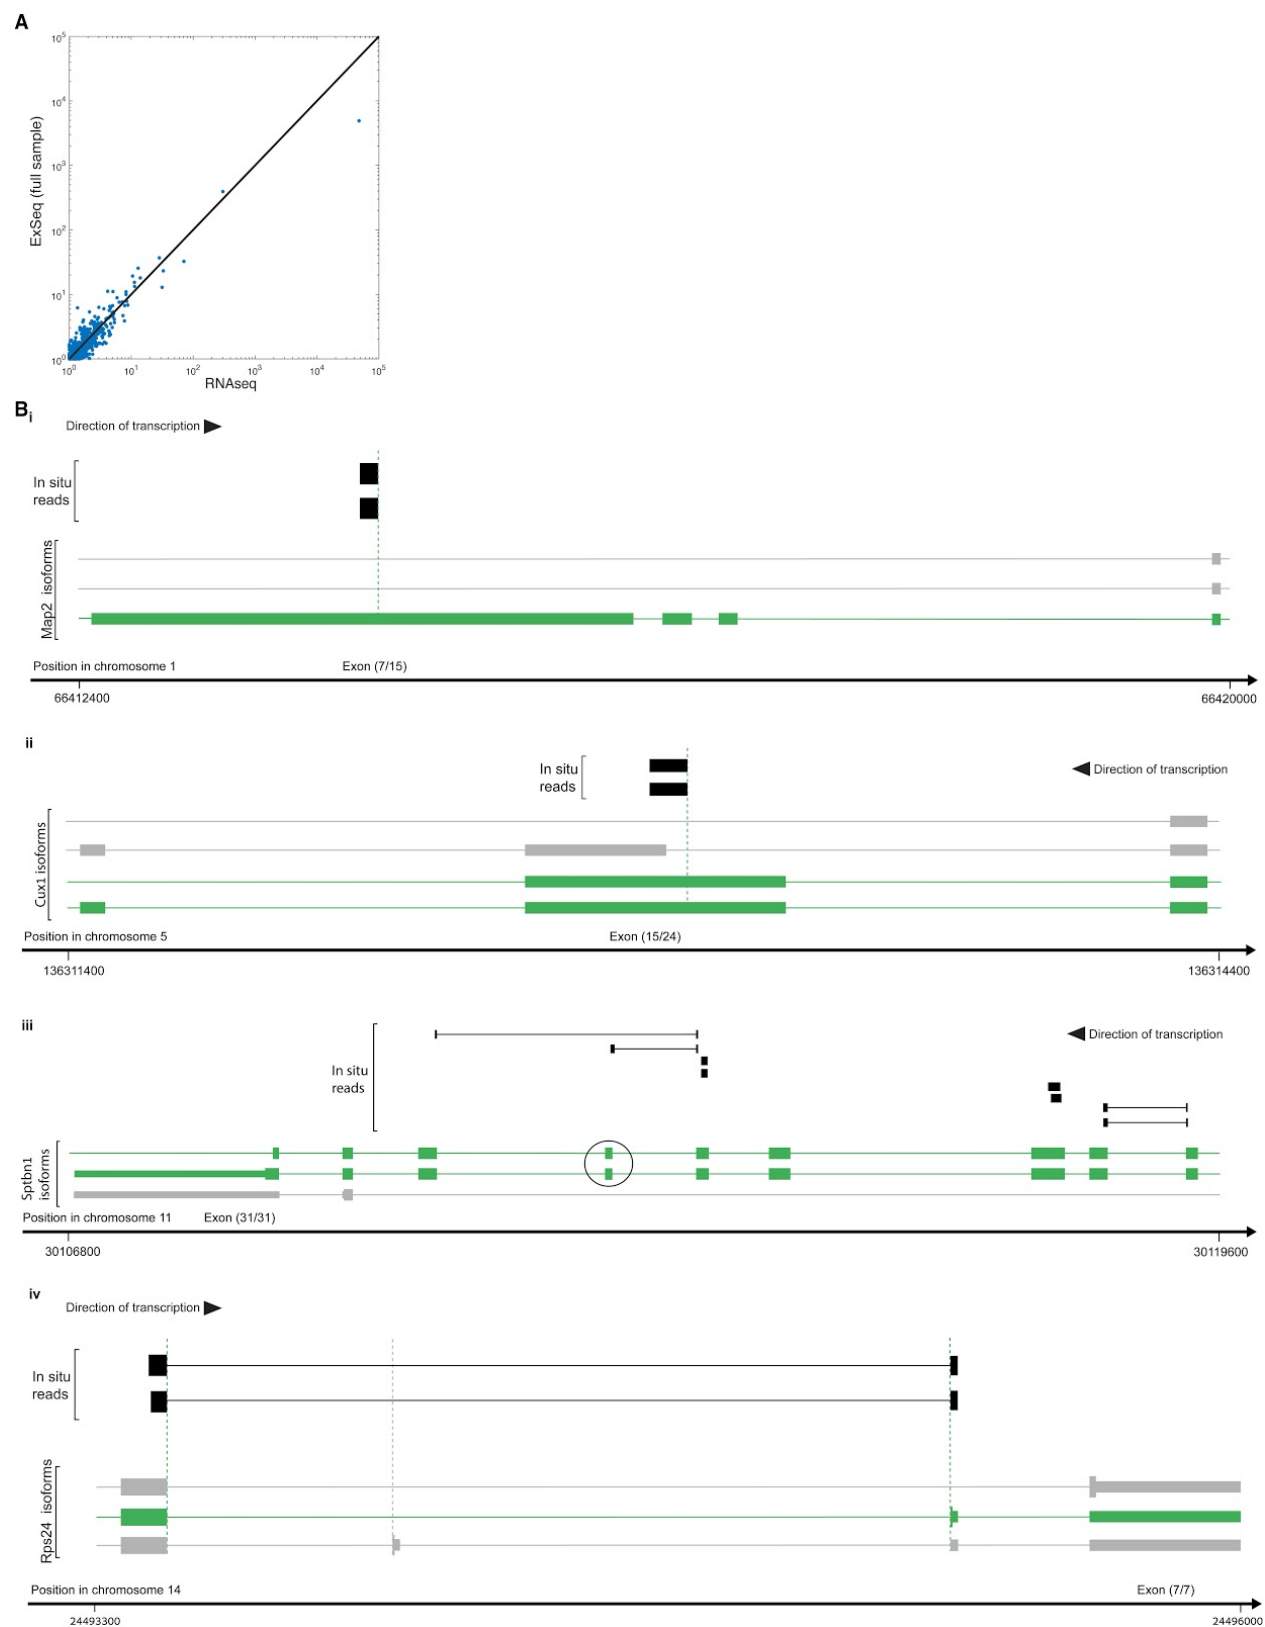 A
10^5
10^4
10^3
10^2
10^1
10^0
ExSeq (full sample)
10^0 10^1 10^2 10^3 10^4 10^5
RNAseq
B
i
Direction of transcription
In situ
reads
Map2 isoforms
Position in chromosome 1 Exon (7/15)
66412400 66420000
ii
In situ
reads
Direction of transcription
Cux1 isoforms
Position in chromosome 5 Exon (15/24)
136311400 136314400
iii
Direction of transcription
In situ
reads
Sptbn1
isoforms
Position in chromosome 11 Exon (31/31)
30106800 30119600
iv
Direction of transcription
In situ
reads
Rps24 isoforms
Position in chromosome 14 Exon (7/7)
24493300 24496000